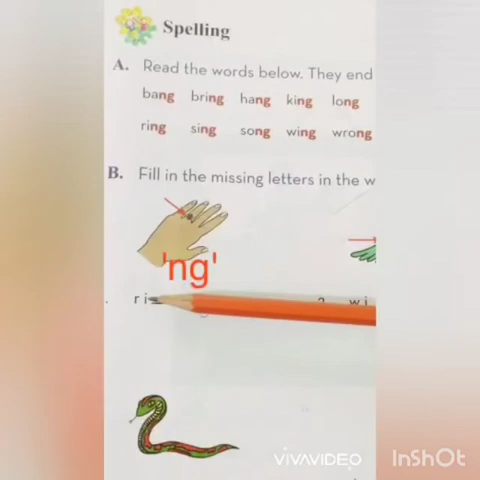 Spelling
A. Read the words below. They end
bang bring hang king long
ring sing song wing wrong
B. Fill in the missing letters in the w
'ng'
ri
2 wi
VIVAVIDEO InShOt